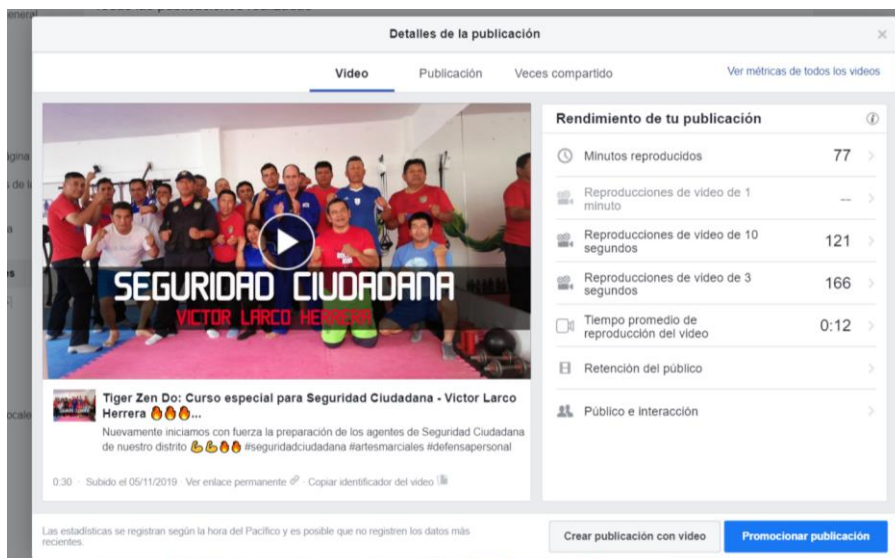 eneral
Detalles de la publicación
Video
Publicación
Veces compartido
Ver métricas de todos los videos
SEGURIDAD CIUDADANA
VICTOR LARCO HERRERA
Tiger Zen Do: Curso especial para Seguridad Ciudadana - Victor Larco
Herrera 🔥🔥🔥...
Nuevamente iniciamos con fuerza la preparación de los agentes de Seguridad Ciudadana
de nuestro distrito 💪💪🔥🔥 #seguridadciudadana #artesmarciales #defensapersonal
0:30 · Subido el 05/11/2019 · Ver enlace permanente · Copiar identificador del video
Rendimiento de tu publicación
Minutos reproducidos 77
Reproducciones de video de 1
minuto --
Reproducciones de video de 10
segundos 121
Reproducciones de video de 3
segundos 166
Tiempo promedio de
reproducción del video 0:12
Retención del público
Público e interacción
Las estadísticas se registran según la hora del Pacífico y es posible que no registren los datos más
recientes.
Crear publicación con video
Promocionar publicación